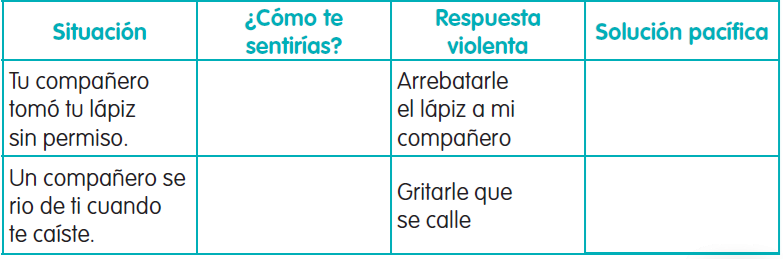 Situación
¿Cómo te
sentirías?
Respuesta
violenta
Solución pacífica
Tu compañero
tomó tu lápiz
sin permiso.
Arrebatarle
el lápiz a mi
compañero
Un compañero se
rio de ti cuando
te caíste.
Gritarle que
se calle